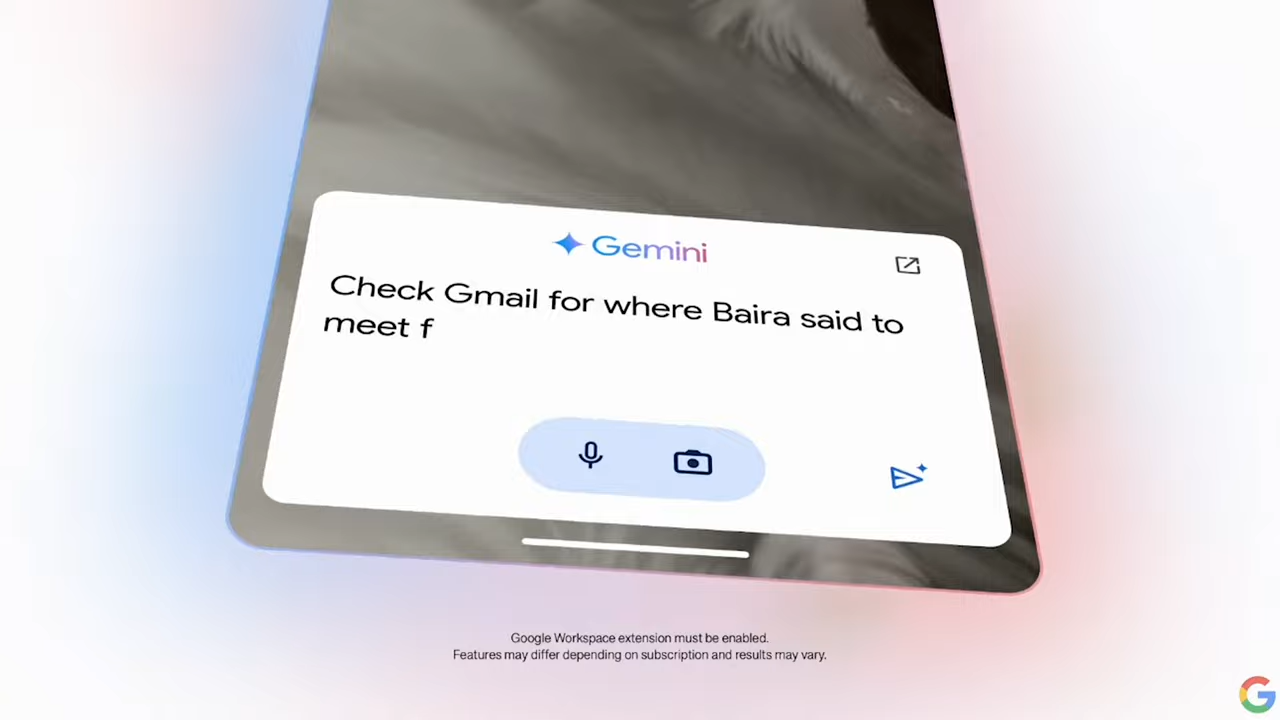 Gemini
Check Gmail for where Baira said to
meet f
Google Workspace extension must be enabled.
Features may differ depending on subscription and results may vary.